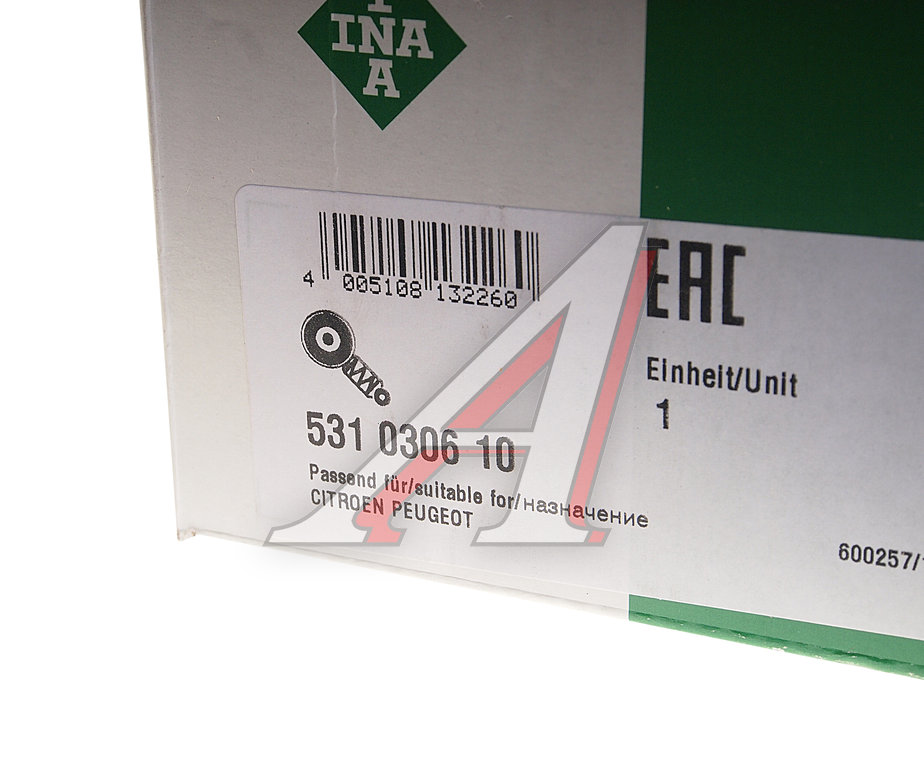 INA
A
4 005108 132260
EAC
Einheit/Unit
1
531 0306 10
Passend für/suitable for/назначение
CITROEN PEUGEOT
600257/